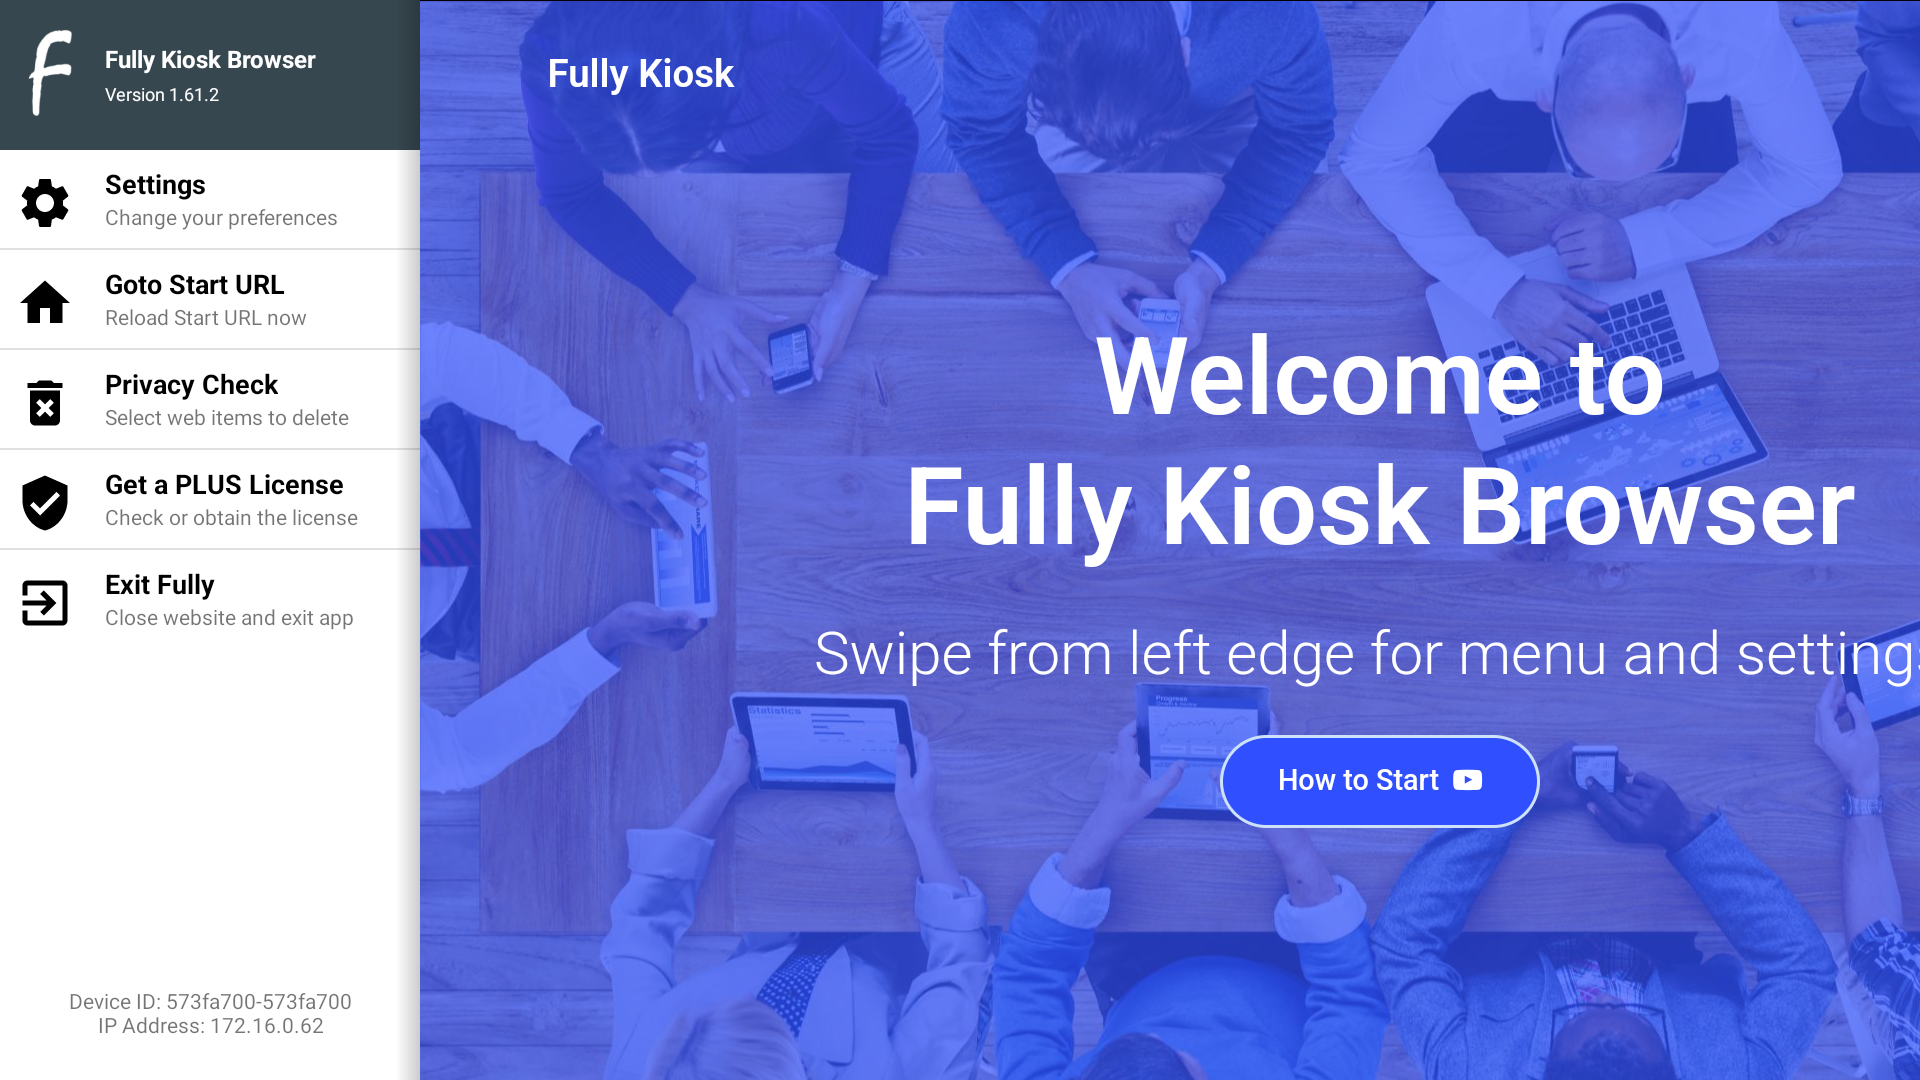 Fully Kiosk Browser
Version 1.61.2
Settings
Change your preferences
Goto Start URL
Reload Start URL now
Privacy Check
Select web items to delete
Get a PLUS License
Check or obtain the license
Exit Fully
Close website and exit app
Device ID: 573fa700-573fa700
IP Address: 172.16.0.62
Fully Kiosk
Welcome to
Fully Kiosk Browser
Swipe from left edge for menu and settings
Statistics
Progress
How to Start